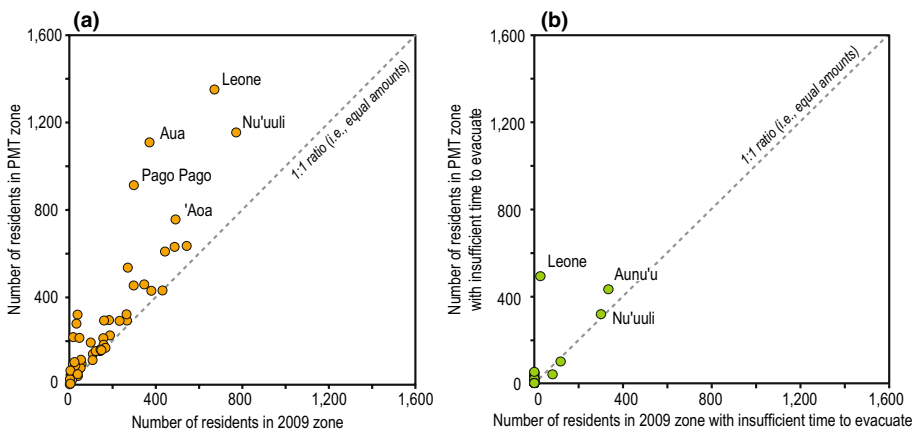 (a)
1,600
1,200
800
400
0
0
400
800
1,200
1,600
Number of residents in PMT zone
Number of residents in 2009 zone
Leone
Nu'uuli
Aua
Pago Pago
'Aoa
1:1 ratio (i.e., equal amounts)
(b)
1,600
1,200
800
400
0
0
400
800
1,200
1,600
Number of residents in PMT zone
with insufficient time to evacuate
Number of residents in 2009 zone with insufficient time to evacuate
Leone
Aunu'u
Nu'uuli
1:1 ratio (i.e., equal amounts)